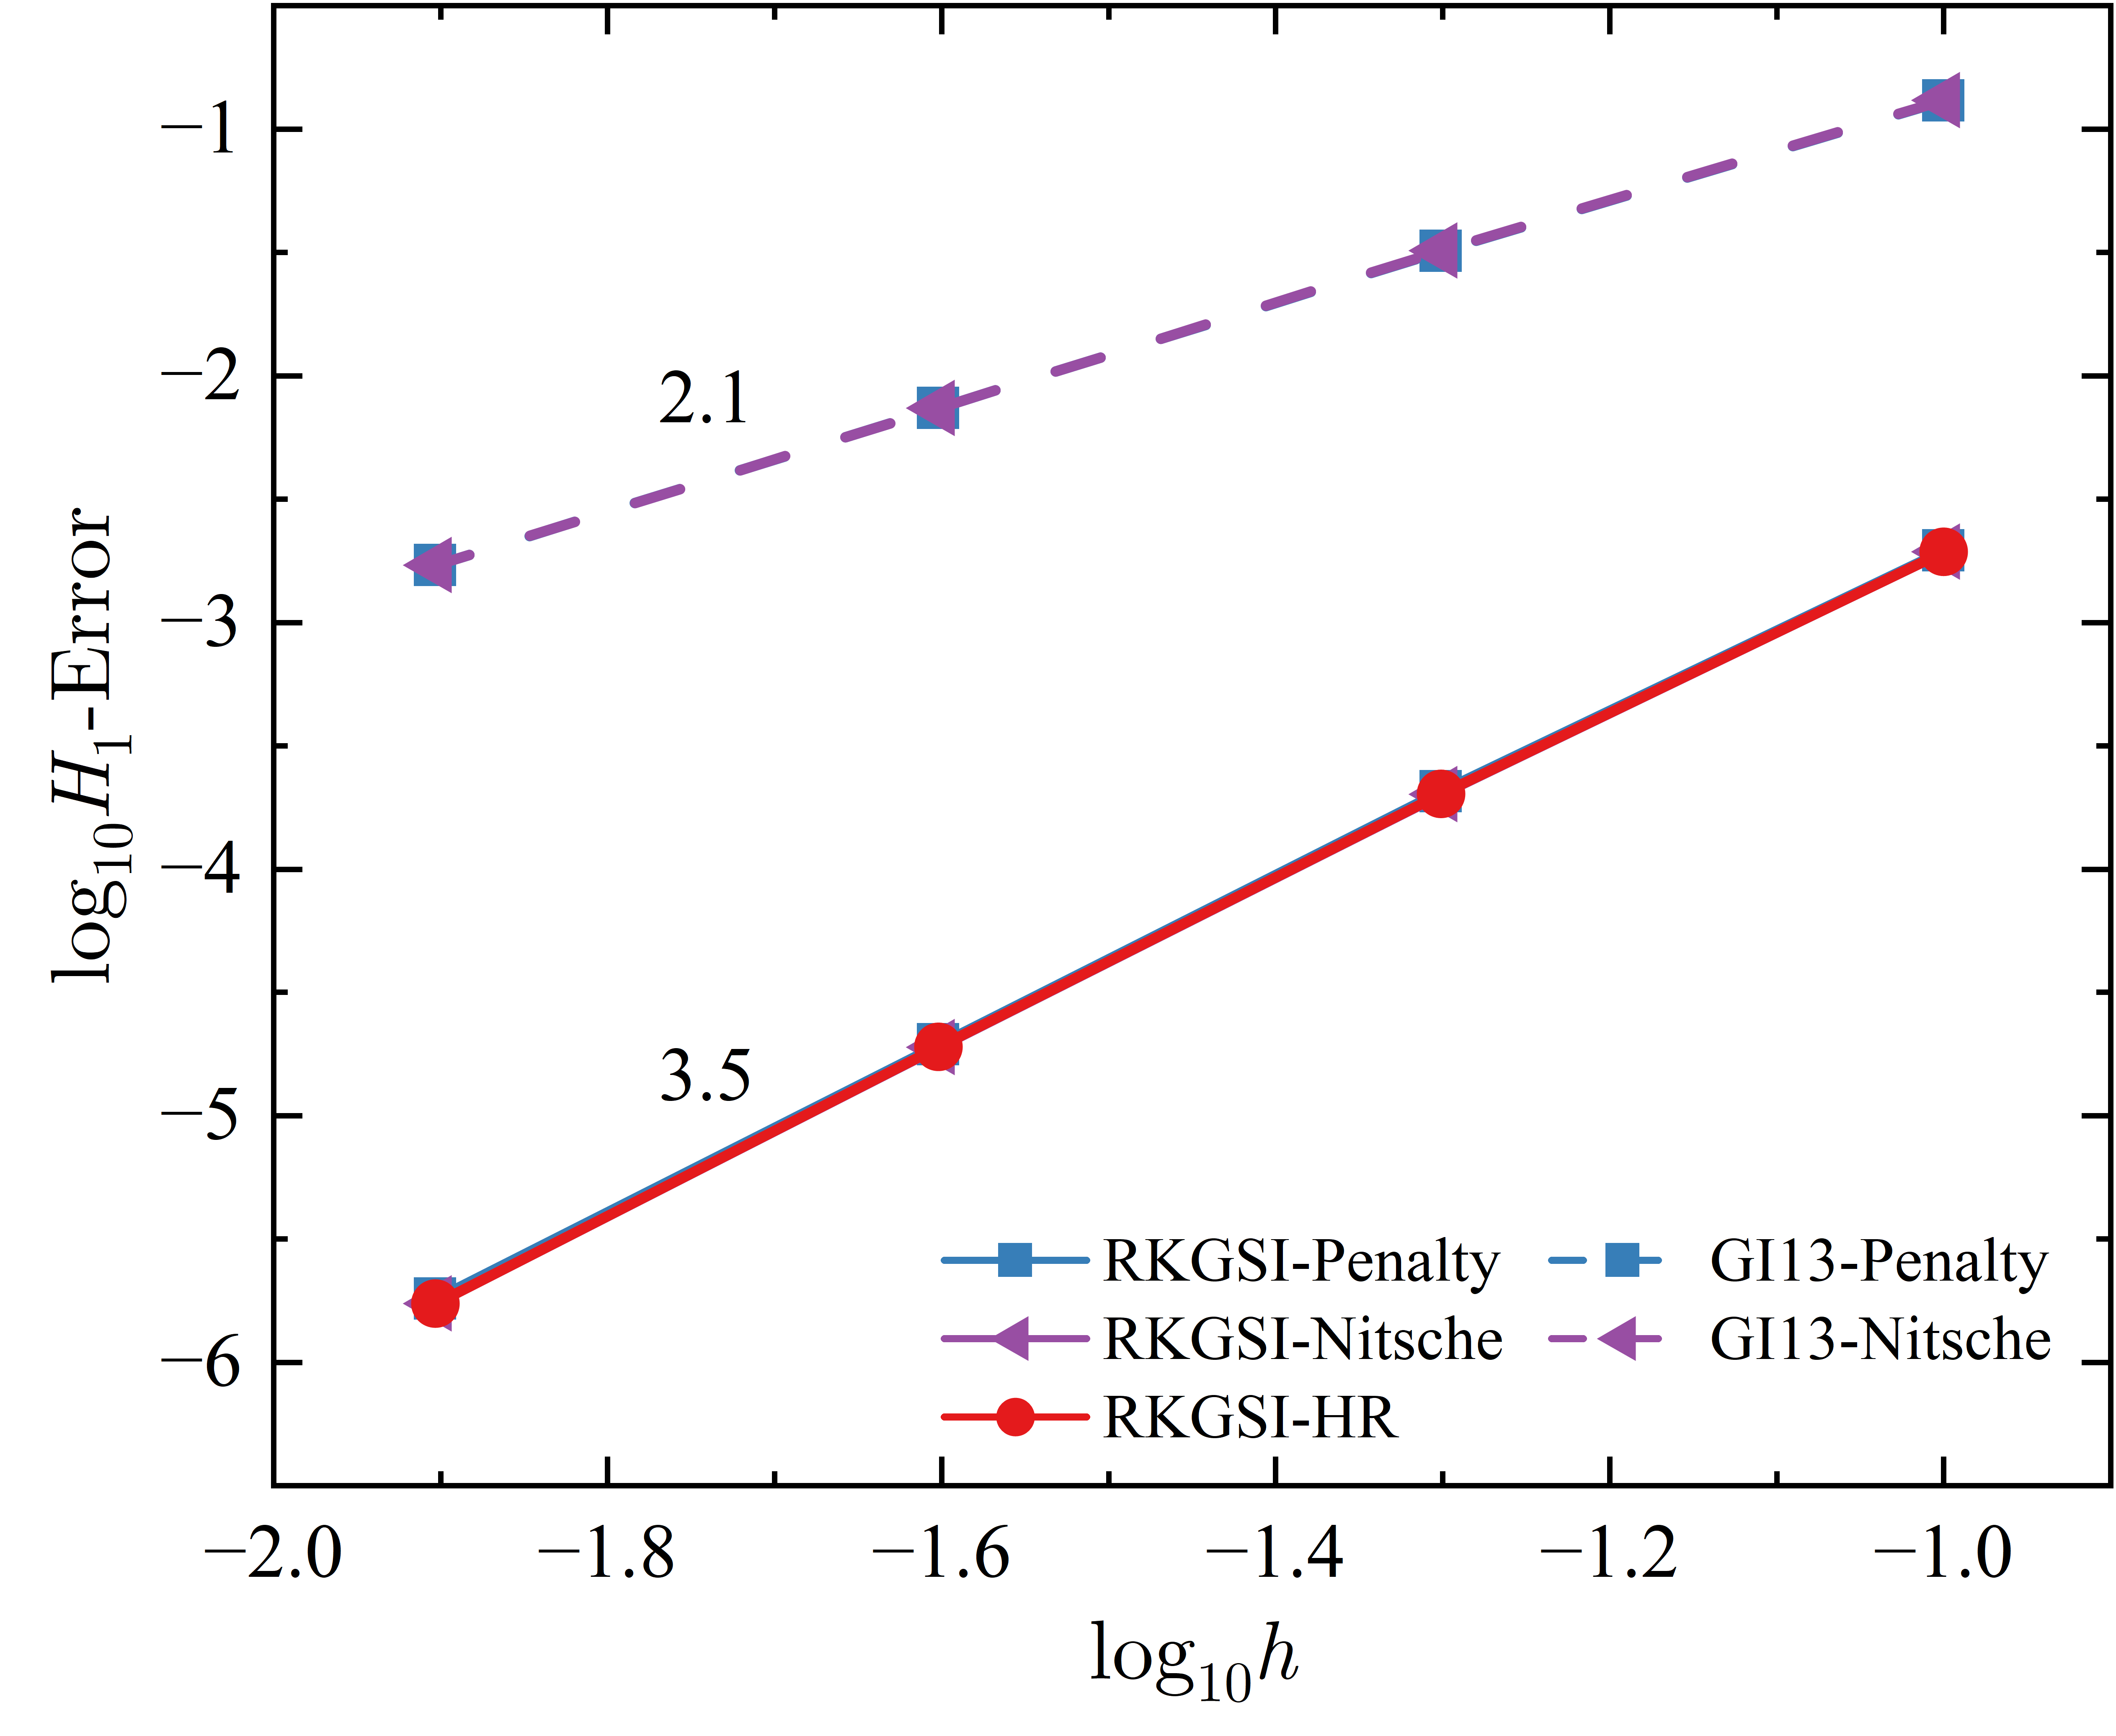 −1
−2
−3
−4
−5
−6
log₁₀H₁-Error
2.1
3.5
RKGSI-Penalty
GI13-Penalty
RKGSI-Nitsche
GI13-Nitsche
RKGSI-HR
−2.0
−1.8
−1.6
−1.4
−1.2
−1.0
log₁₀h